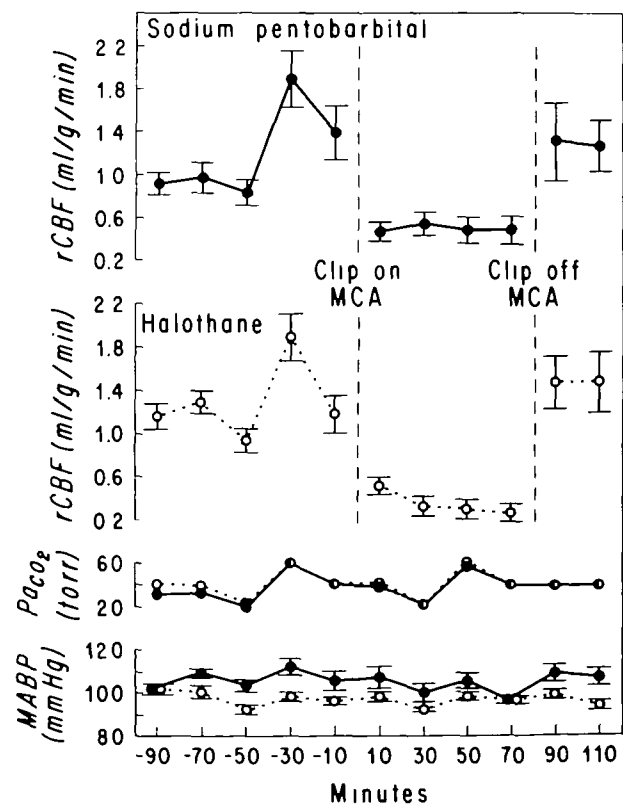 Sodium pentobarbital
rCBF (ml/g/min)
2.2
1.8
1.4
1.0
0.6
0.2
Clip on
MCA
Clip off
MCA
Halothane
rCBF (ml/g/min)
2.2
1.8
1.4
1.0
0.6
0.2
PaCO2
(torr)
60
20
MABP
(mmHg)
120
100
80
-90 -70 -50 -30 -10 10 30 50 70 90 110
Minutes